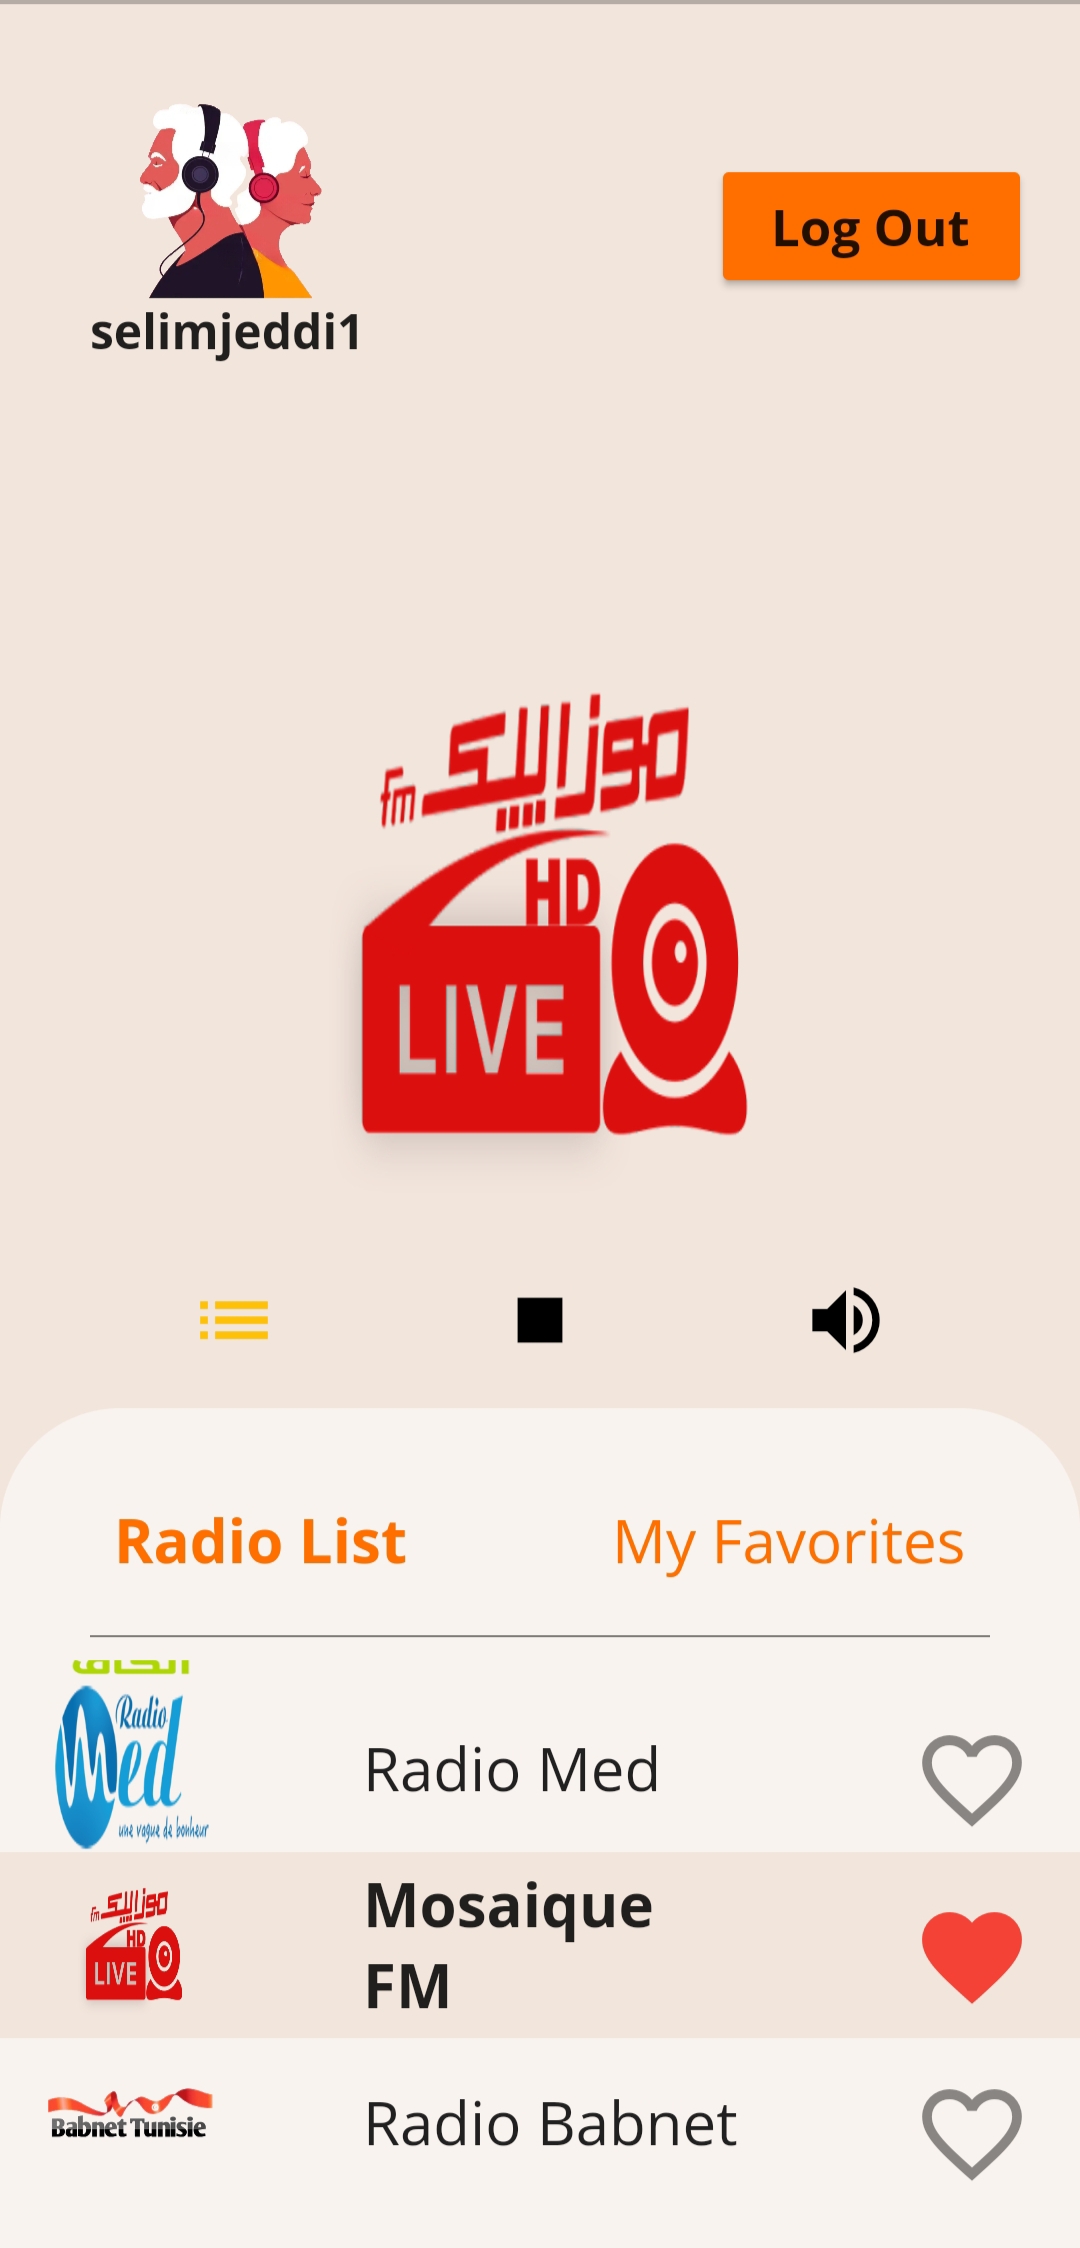 Log Out
selimjeddi1
موزاييك fm
HD
LIVE
Radio List
My Favorites
Radio
Med
une vague de bonheur
Radio Med
موزاييك fm
HD
LIVE
Mosaique
FM
Babnet Tunisie
Radio Babnet